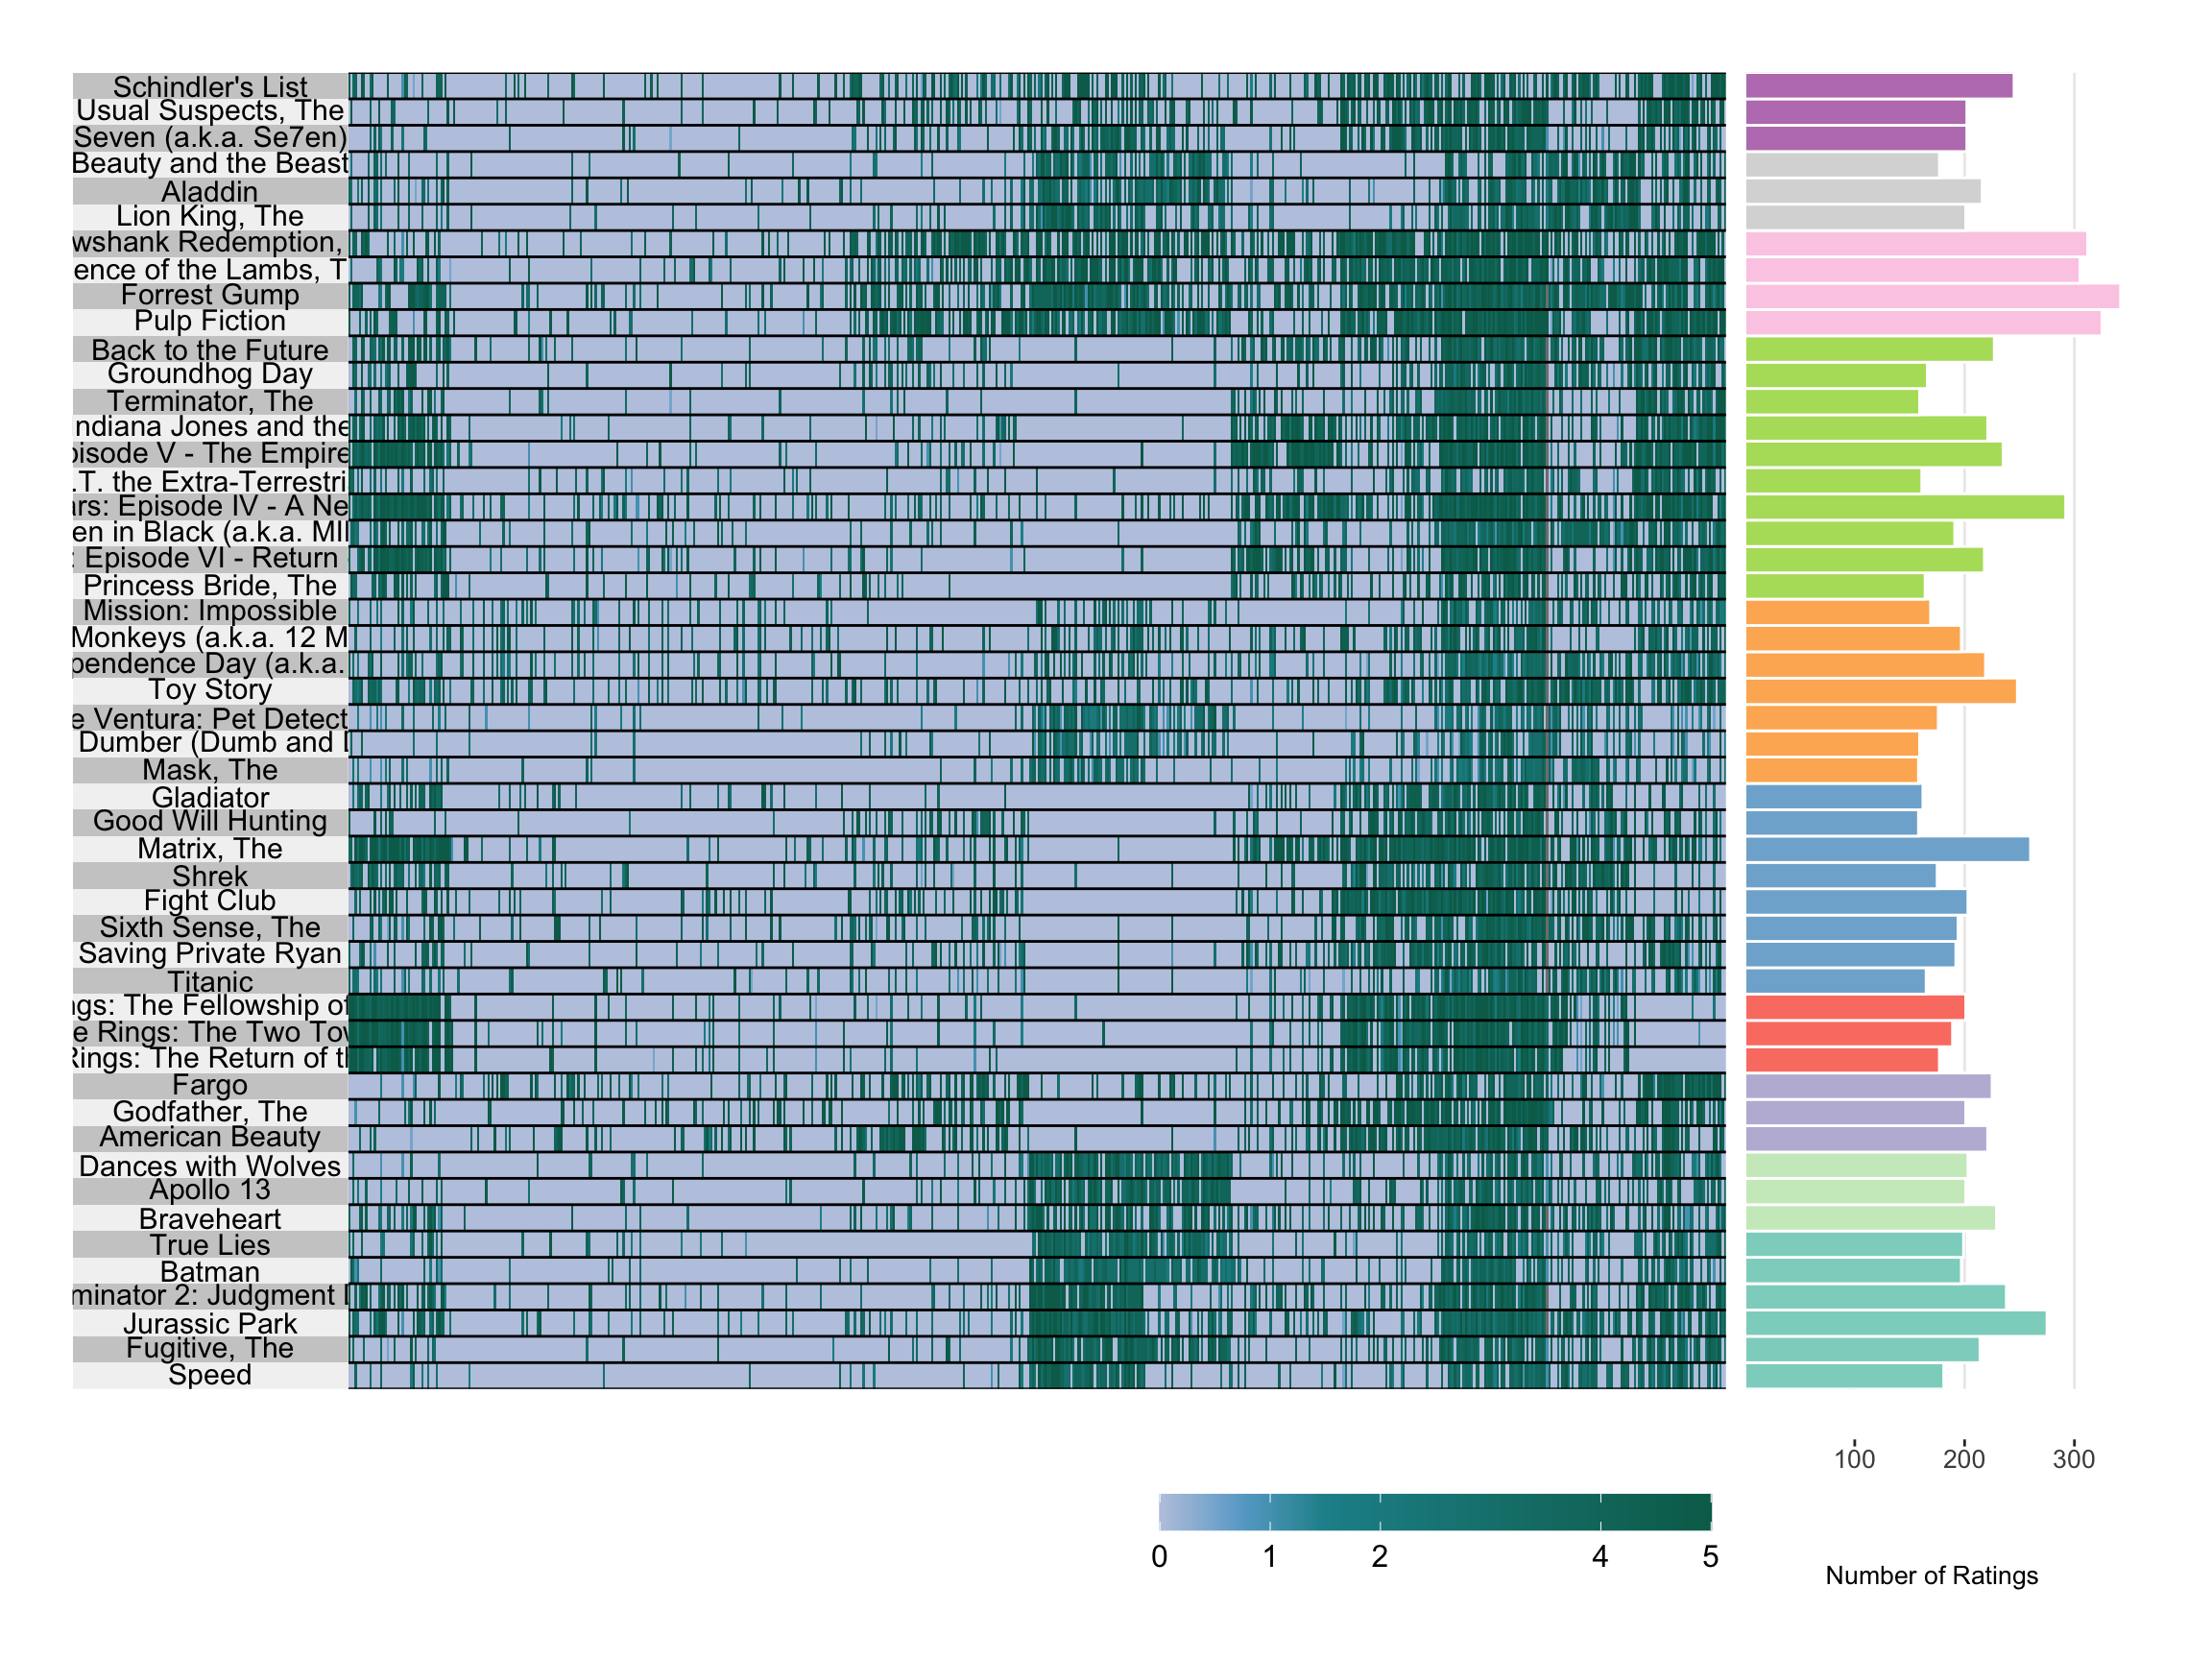 Schindler's List
Usual Suspects, The
Seven (a.k.a. Se7en)
Beauty and the Beast
Aladdin
Lion King, The
wshank Redemption,
ence of the Lambs, T
Forrest Gump
Pulp Fiction
Back to the Future
Groundhog Day
Terminator, The
ndiana Jones and the
pisode V - The Empire
.T. the Extra-Terrestri
ars: Episode IV - A Ne
en in Black (a.k.a. MII
: Episode VI - Return
Princess Bride, The
Mission: Impossible
Monkeys (a.k.a. 12 M
pendence Day (a.k.a.
Toy Story
e Ventura: Pet Detect
Dumber (Dumb and D
Mask, The
Gladiator
Good Will Hunting
Matrix, The
Shrek
Fight Club
Sixth Sense, The
Saving Private Ryan
Titanic
ngs: The Fellowship of
e Rings: The Two Tow
Rings: The Return of th
Fargo
Godfather, The
American Beauty
Dances with Wolves
Apollo 13
Braveheart
True Lies
Batman
minator 2: Judgment D
Jurassic Park
Fugitive, The
Speed
100 200 300
0 1 2 4 5
Number of Ratings